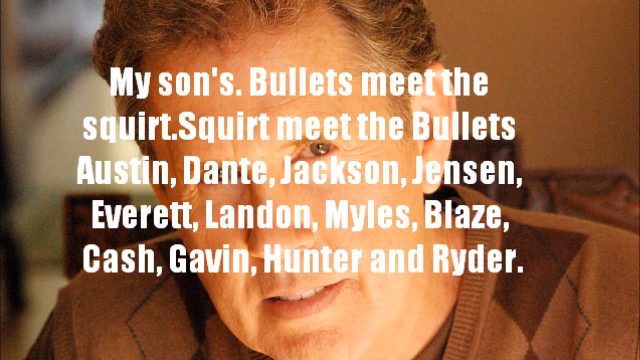 My son's. Bullets meet the
squirt.Squirt meet the Bullets
Austin, Dante, Jackson, Jensen,
Everett, Landon, Myles, Blaze,
Cash, Gavin, Hunter and Ryder.